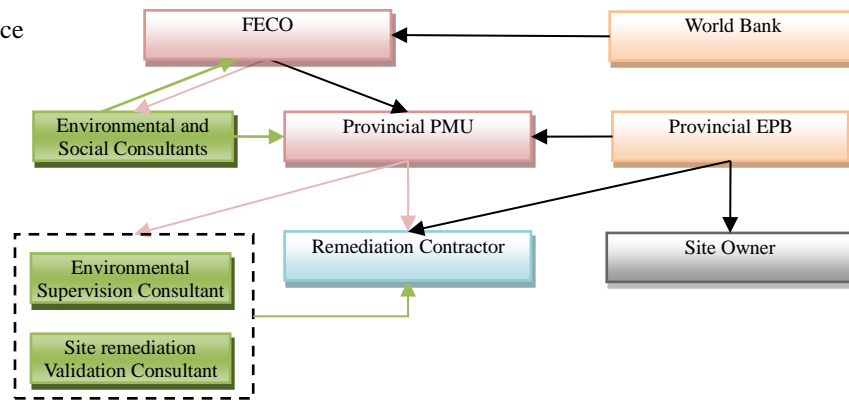 ce
FECO
World Bank
Environmental and
Social Consultants
Provincial PMU
Provincial EPB
Environmental
Supervision Consultant
Remediation Contractor
Site Owner
Site remediation
Validation Consultant